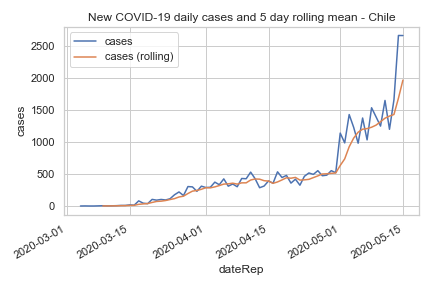 New COVID-19 daily cases and 5 day rolling mean - Chile
cases
cases (rolling)
2500
2000
1500
1000
500
0
cases
2020-03-01
2020-03-15
2020-04-01
2020-04-15
2020-05-01
2020-05-15
dateRep